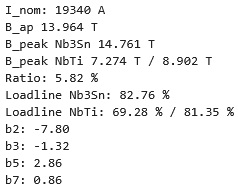 I_nom: 19340 A
B_ap 13.964 T
B_peak Nb3Sn 14.761 T
B_peak NbTi 7.274 T / 8.902 T
Ratio: 5.82 %
Loadline Nb3Sn: 82.76 %
Loadline NbTi: 69.28 % / 81.35 %
b2: -7.80
b3: -1.32
b5: 2.86
b7: 0.86